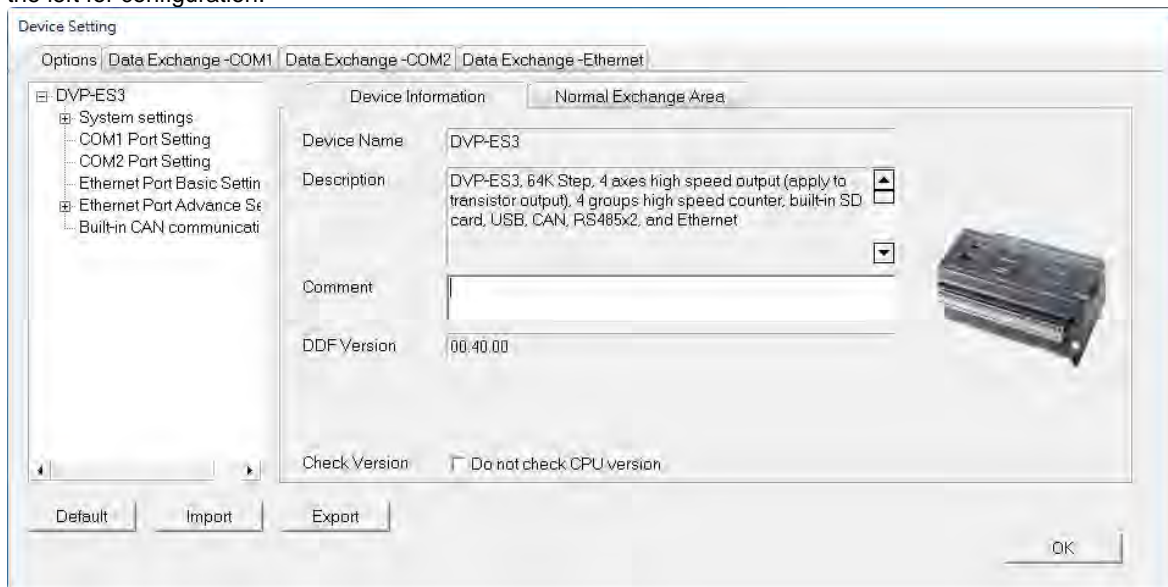 the left for configuration.
Device Setting
Options Data Exchange -COM1 Data Exchange -COM2 Data Exchange -Ethernet
DVP-ES3
System settings
COM1 Port Setting
COM2 Port Setting
Ethernet Port Basic Settin
Ethernet Port Advance Se
Built-in CAN communicati
Device Information Normal Exchange Area
Device Name DVP-ES3
Description DVP-ES3, 64K Step, 4 axes high speed output (apply to
transistor output), 4 groups high speed counter, built-in SD
card, USB, CAN, RS485x2, and Ethernet
Comment
DDF Version 00.40.00
Check Version Do not check CPU version
Default Import Export
OK